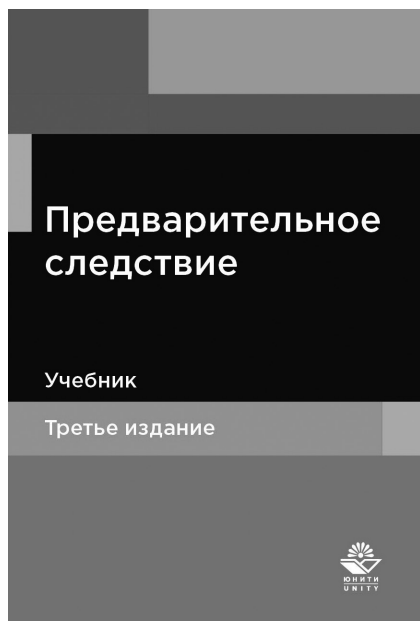 Предварительное
следствие
Учебник
Третье издание
ЮНИТИ
UNITY